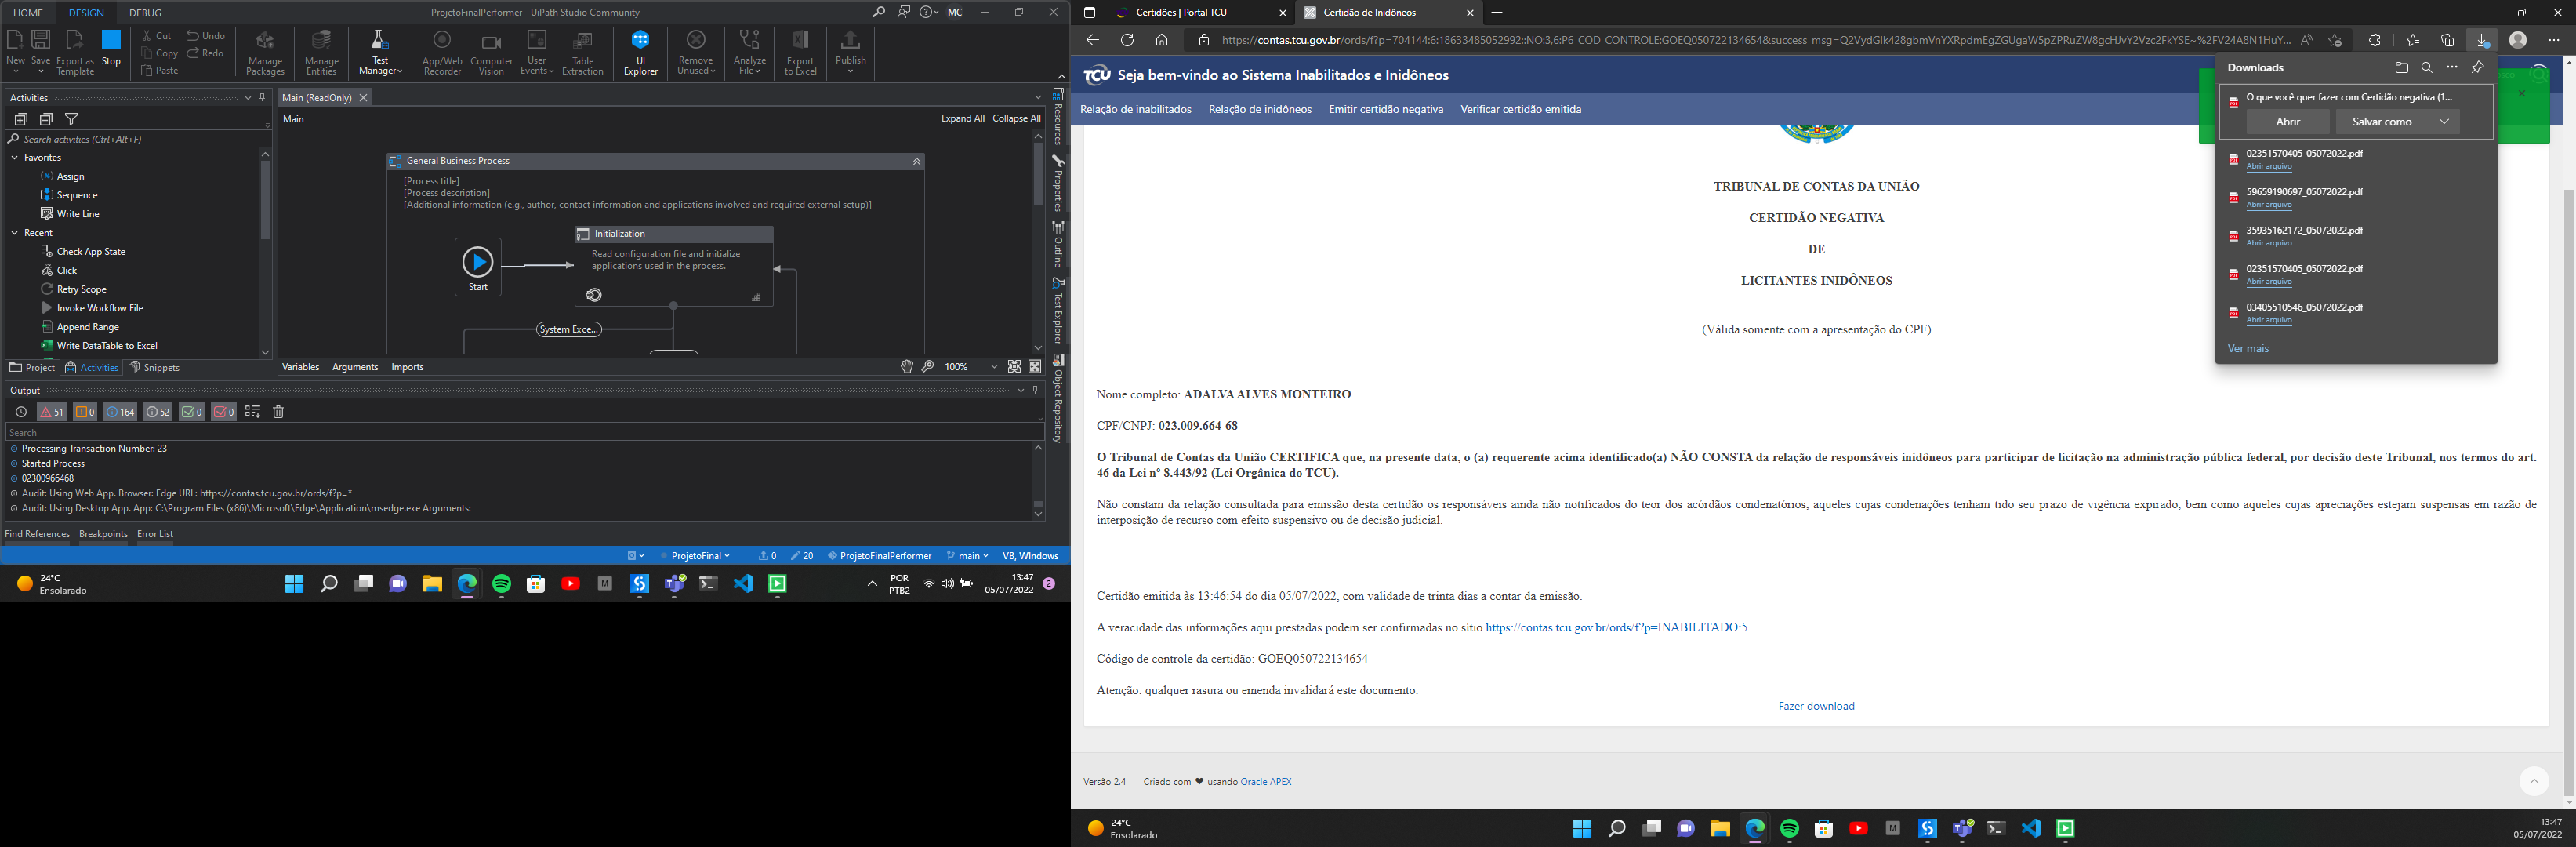 HOME DESIGN DEBUG
ProjetoFinalPerformer - UiPath Studio Community
MC
New Save Export as Template Stop
Cut Copy Paste
Undo Redo
Manage Packages
Manage Entities
Test Manager
App/Web Recorder
Computer Vision
User Events
Table Extraction
UI Explorer
Remove Unused
Analyze File
Export to Excel
Publish
Activities
Search activities (Ctrl+Alt+F)
Favorites
Assign
Sequence
Write Line
Recent
Check App State
Click
Retry Scope
Invoke Workflow File
Append Range
Write DataTable to Excel
Project Activities Snippets
Main (ReadOnly)
Main
Expand All Collapse All
General Business Process
[Process title]
[Process description]
[Additional information (e.g., author, contact information and applications involved and required external setup)]
Start
Initialization
Read configuration file and initialize
applications used in the process.
System Exce...
Variables Arguments Imports
100%
Resources
Properties
Outline
Test Explorer
Object Repository
Output
51 0 164 52 0 0
Search
Processing Transaction Number: 23
Started Process
02300966468
Audit: Using Web App. Browser: Edge URL: https://contas.tcu.gov.br/ords/f?p=*
Audit: Using Desktop App. App: C:\Program Files (x86)\Microsoft\Edge\Application\msedge.exe Arguments:
Find References Breakpoints Error List
ProjetoFinal 0 20 ProjetoFinalPerformer main VB, Windows
24°C
Ensolarado
POR
PTB2
13:47
05/07/2022
2
Certidões | Portal TCU
Certidão de Inidôneos
https://contas.tcu.gov.br/ords/f?p=704144:6:18633485052992::NO:3,6:P6_COD_CONTROLE:GOEQ050722134654&success_msg=Q2VydGlk428gbmVnYXRpdmEgZGUgaW5pZPRuZW8gcHJvY2Vzc2FkYSE~%2FV24A8N1HuY...
TCU Seja bem-vindo ao Sistema Inabilitados e Inidôneos
Relação de inabilitados Relação de inidôneos Emitir certidão negativa Verificar certidão emitida
Downloads
O que você quer fazer com Certidão negativa (1...
Abrir Salvar como
02351570405_05072022.pdf
Abrir arquivo
59659190697_05072022.pdf
Abrir arquivo
35935162172_05072022.pdf
Abrir arquivo
02351570405_05072022.pdf
Abrir arquivo
03405510546_05072022.pdf
Abrir arquivo
Ver mais
TRIBUNAL DE CONTAS DA UNIÃO
CERTIDÃO NEGATIVA
DE
LICITANTES INIDÔNEOS
(Válida somente com a apresentação do CPF)
Nome completo: ADALVA ALVES MONTEIRO
CPF/CNPJ: 023.009.664-68
O Tribunal de Contas da União CERTIFICA que, na presente data, o (a) requerente acima identificado(a) NÃO CONSTA da relação de responsáveis inidôneos para participar de licitação na administração pública federal, por decisão deste Tribunal, nos termos do art.
46 da Lei nº 8.443/92 (Lei Orgânica do TCU).
Não constam da relação consultada para emissão desta certidão os responsáveis ainda não notificados do teor dos acórdãos condenatórios, aqueles cujas condenações tenham tido seu prazo de vigência expirado, bem como aqueles cujas apreciações estejam suspensas em razão de
interposição de recurso com efeito suspensivo ou de decisão judicial.
Certidão emitida às 13:46:54 do dia 05/07/2022, com validade de trinta dias a contar da emissão.
A veracidade das informações aqui prestadas podem ser confirmadas no sítio https://contas.tcu.gov.br/ords/f?p=INABILITADO:5
Código de controle da certidão: GOEQ050722134654
Atenção: qualquer rasura ou emenda invalidará este documento.
Fazer download
Versão 2.4 Criado com ❤ usando Oracle APEX
24°C
Ensolarado
13:47
05/07/2022